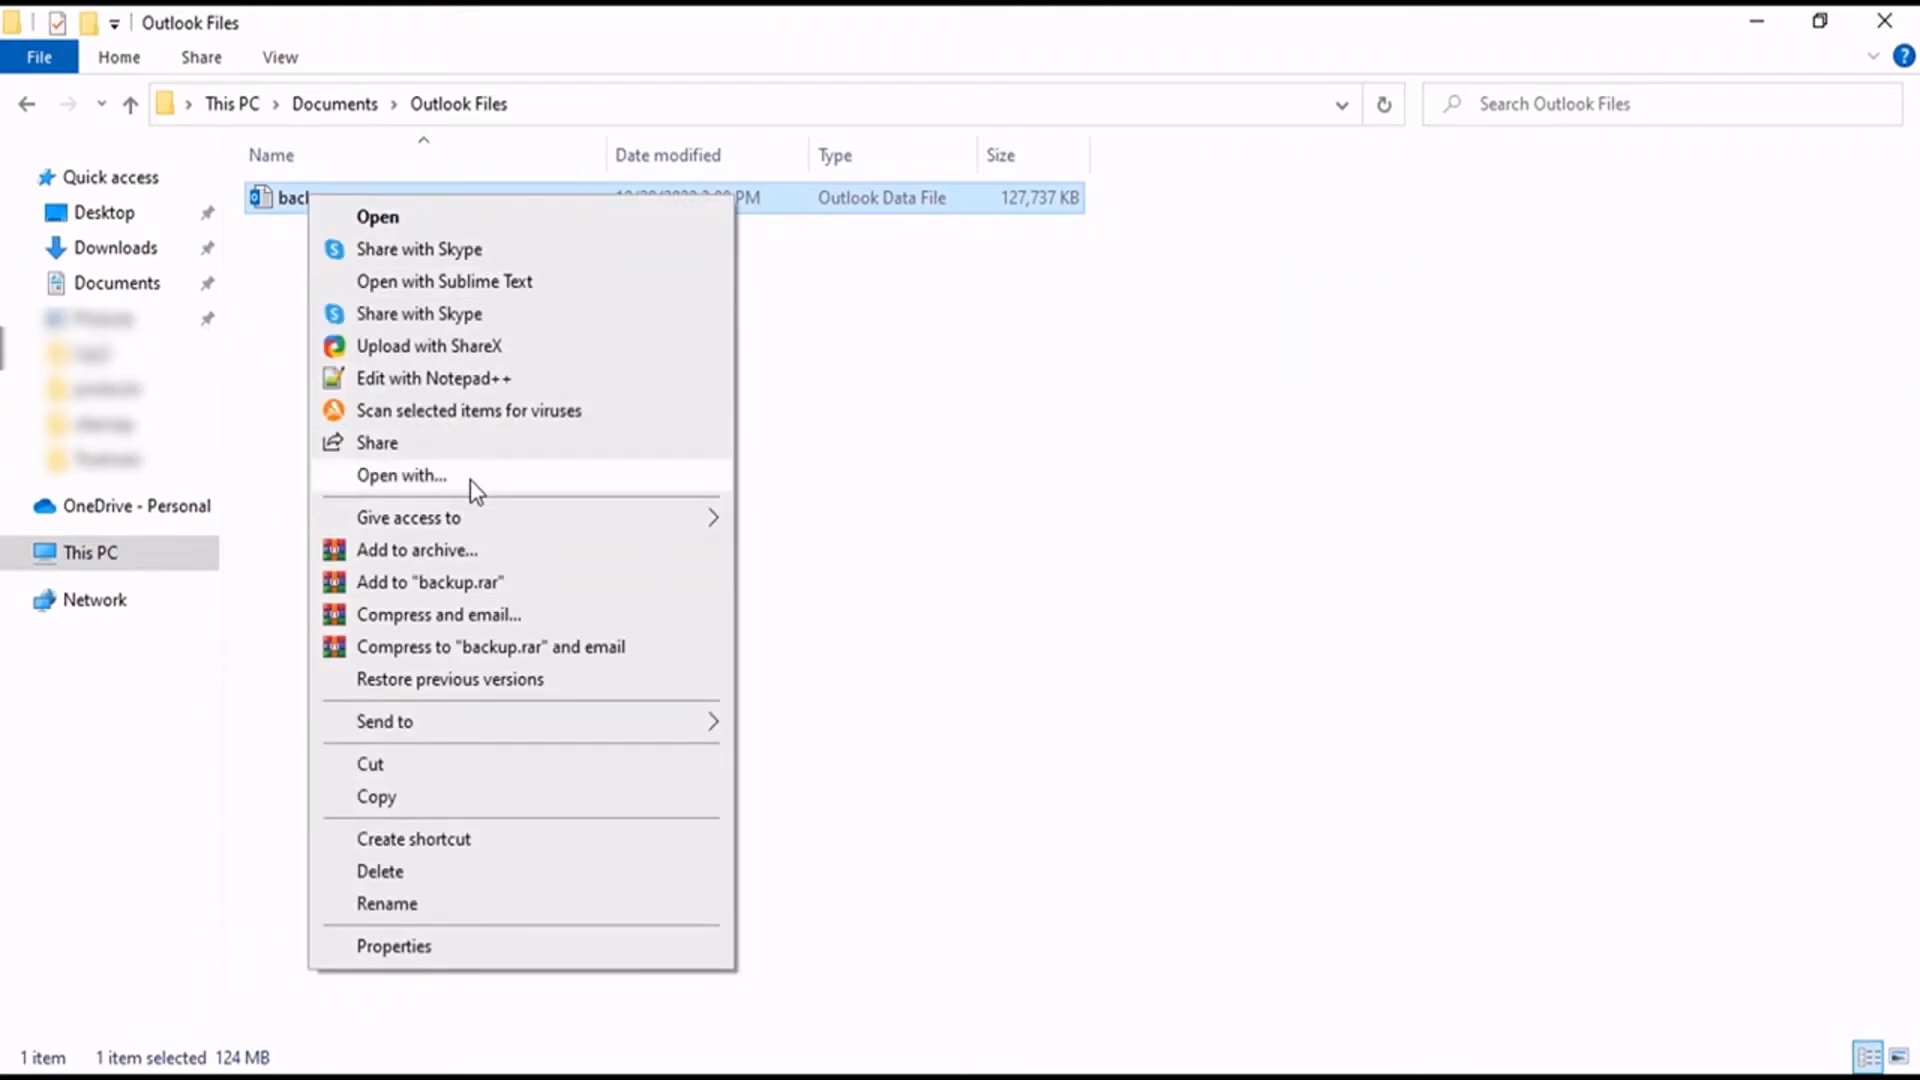 Outlook Files
File Home Share View
This PC Documents Outlook Files
Search Outlook Files
Name Date modified Type Size
PM Outlook Data File 127,737 KB
Quick access
Desktop
Downloads
Documents
OneDrive - Personal
This PC
Network
Open
Share with Skype
Open with Sublime Text
Share with Skype
Upload with ShareX
Edit with Notepad++
Scan selected items for viruses
Share
Open with...
Give access to
Add to archive...
Add to "backup.rar"
Compress and email...
Compress to "backup.rar" and email
Restore previous versions
Send to
Cut
Copy
Create shortcut
Delete
Rename
Properties
1 item 1 item selected 124 MB